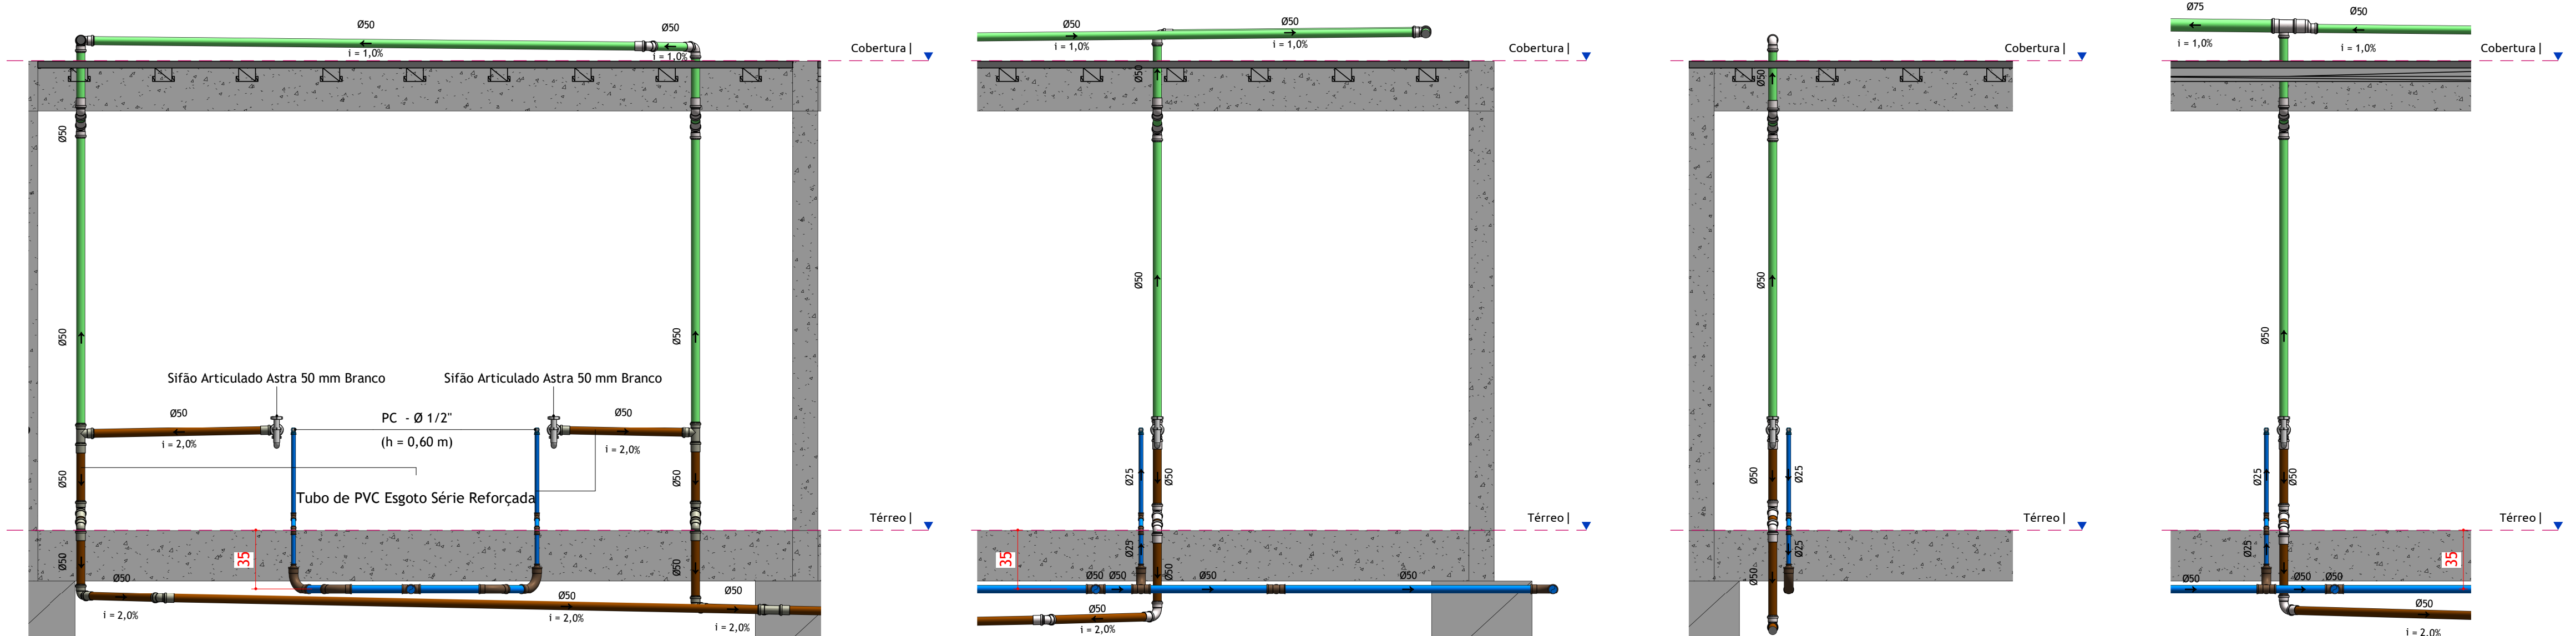 Ø50
Ø50
i = 1,0%
i = 1,0%
Cobertura
Ø50
Ø50
Ø50
Sifão Articulado Astra 50 mm Branco
Sifão Articulado Astra 50 mm Branco
Ø50
PC - Ø 1/2"
Ø50
i = 2,0%
(h = 0,60 m)
i = 2,0%
Ø50
Ø50
Tubo de PVC Esgoto Série Reforçada
Térreo
Ø50
35
Ø50
Ø50
Ø50
Ø50
i = 2,0%
i = 2,0%
i = 2,0%
Ø50
Ø50
i = 1,0%
i = 1,0%
Cobertura
Ø50
Ø50
Ø25
Ø50
Térreo
35
Ø25
Ø50
Ø50
Ø50
Ø50
Ø50
Ø50
i = 2,0%
Cobertura
Ø50
Ø50
Ø50
Ø25
Térreo
Ø25
Ø50
Ø75
Ø50
i = 1,0%
i = 1,0%
Cobertura
Ø50
Ø25
Ø50
Térreo
Ø25
35
Ø50
Ø50
Ø50
Ø50
i = 2,0%